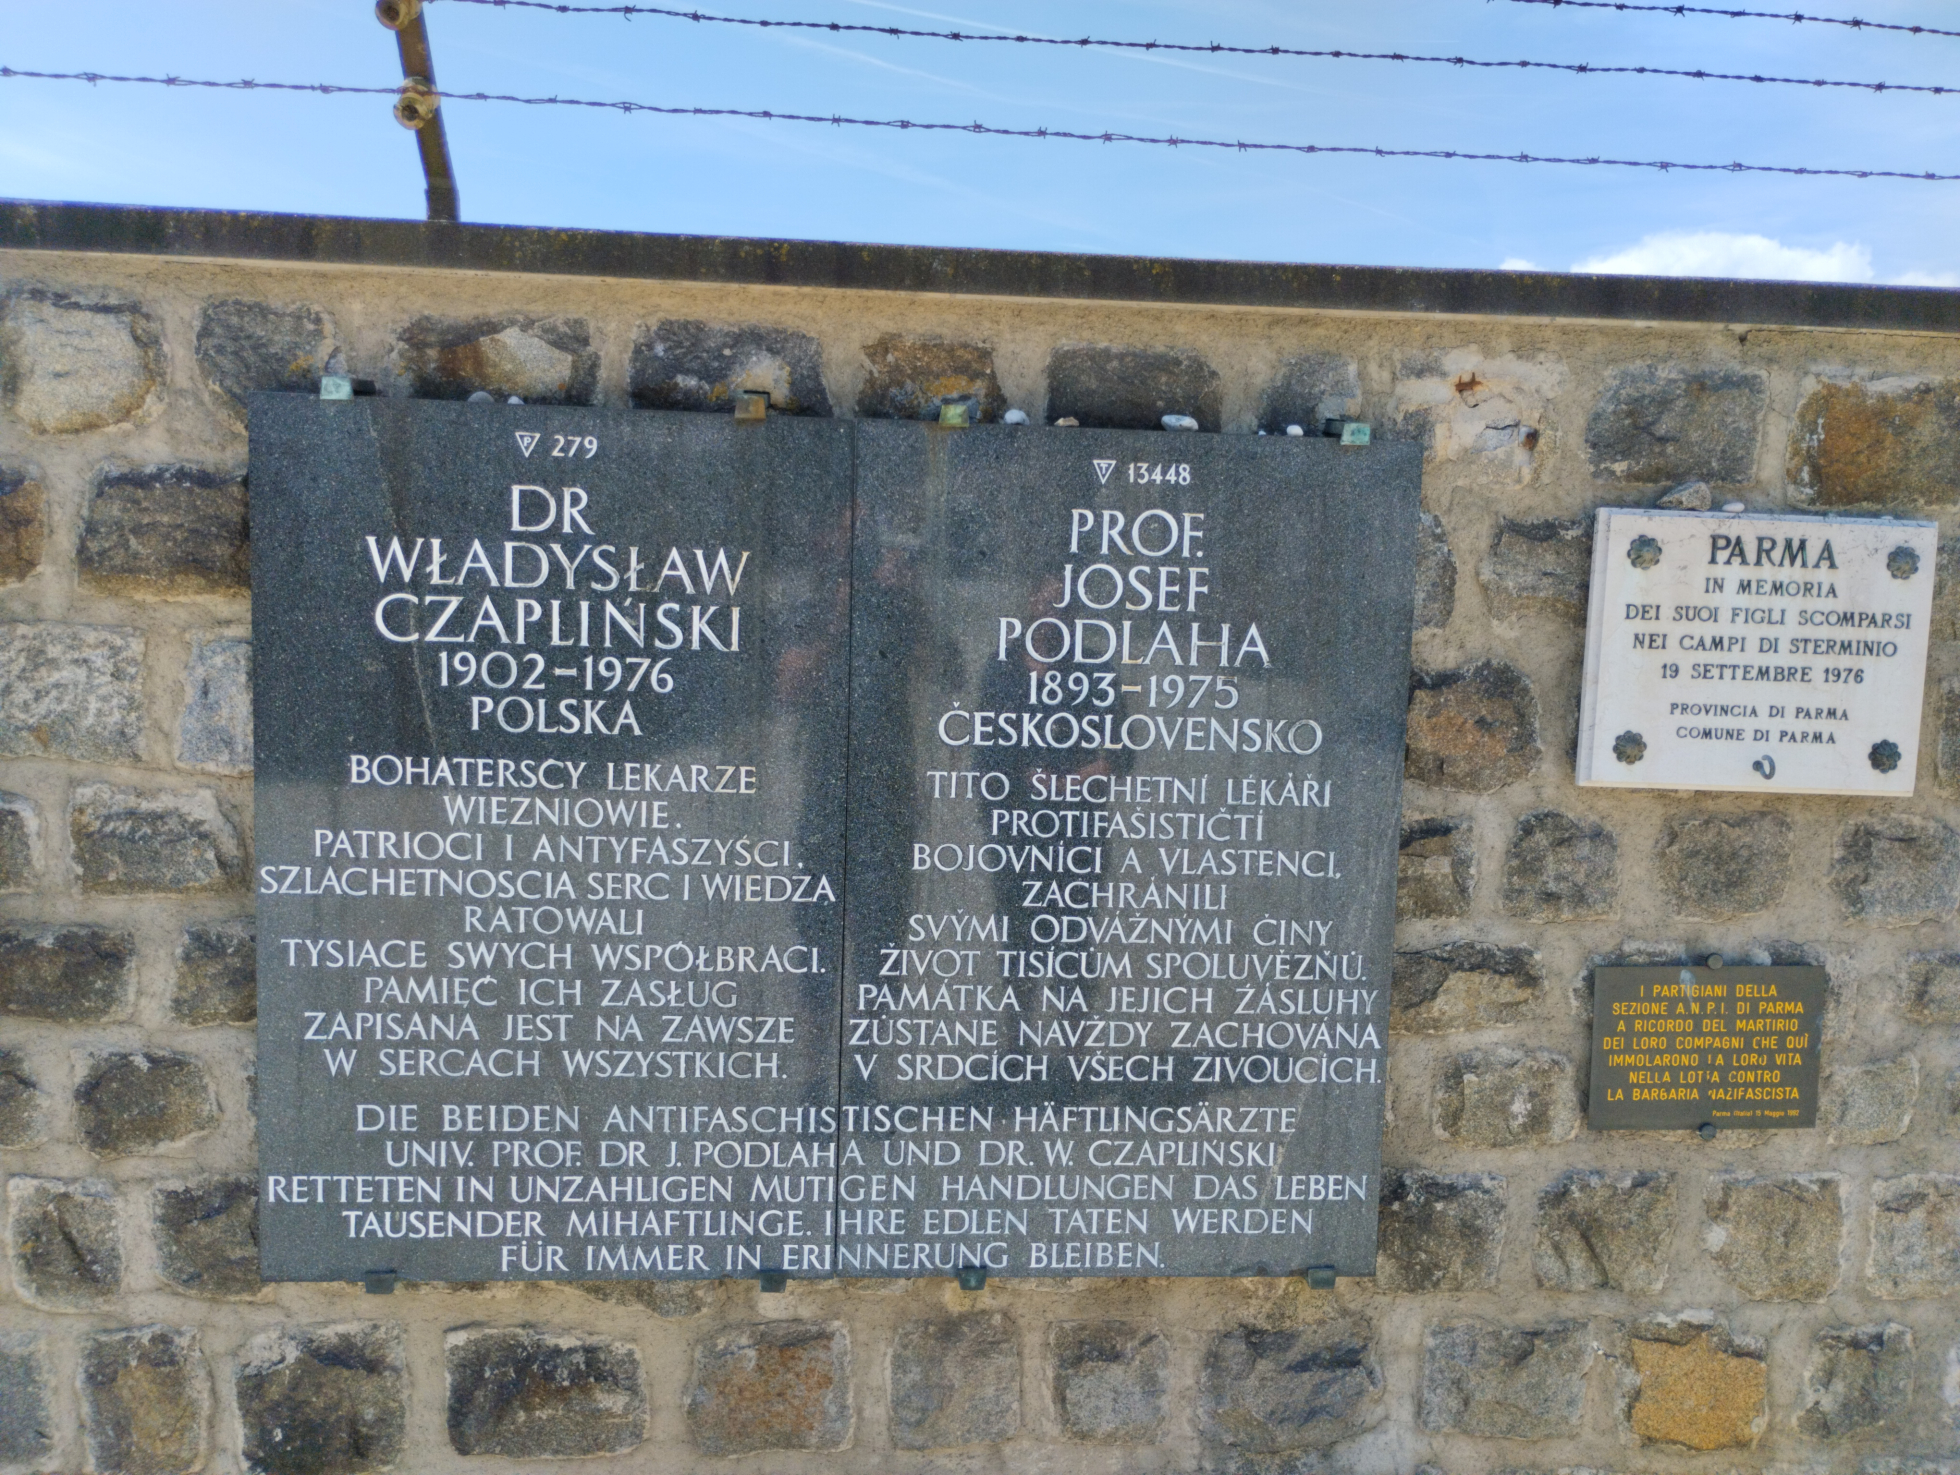 P 279
DR
WŁADYSŁAW
CZAPLIŃSKI
1902-1976
POLSKA
BOHATERSCY LEKARZE
WIEZNIOWIE.
PATRIOCI I ANTYFASZYŚCI,
SZLACHETNOSCIA SERC I WIEDZA
RATOWALI
TYSIACE SWYCH WSPÓŁBRACI.
PAMIĘĆ ICH ZASŁUG
ZAPISANA JEST NA ZAWSZE
W SERCACH WSZYSTKICH.
T 13448
PROF.
JOSEF
PODLAHA
1893-1975
ČESKOSLOVENSKO
TITO ŠLECHETNÍ LÉKAŘI
PROTIFAŠISTIČTÍ
BOJOVNÍCI A VLASTENCI,
ZACHRÁNILI
SVÝMI ODVÁŽNÝMI ČINY
ŽIVOT TISÍCŮM SPOLUVĚZŇŮ.
PAMÁTKA NA JEJICH ZÁSLUHY
ZŮSTANE NAVŽDY ZACHOVÁNA
V SRDCÍCH VŠECH ZIVOUCÍCH.
DIE BEIDEN ANTIFASCHISTISCHEN HÄFTLINGSÄRZTE
UNIV. PROF. DR J. PODLAHA UND DR. W. CZAPLIŃSKI
RETTETEN IN UNZAHLIGEN MUTIGEN HANDLUNGEN DAS LEBEN
TAUSENDER MIHAFTLINGE. IHRE EDLEN TATEN WERDEN
FÜR IMMER IN ERINNERUNG BLEIBEN.
PARMA
IN MEMORIA
DEI SUOI FIGLI SCOMPARSI
NEI CAMPI DI STERMINIO
19 SETTEMBRE 1976
PROVINCIA DI PARMA
COMUNE DI PARMA
I PARTIGIANI DELLA
SEZIONE A.N.P.I. DI PARMA
A RICORDO DEL MARTIRIO
DEI LORO COMPAGNI CHE QUÌ
IMMOLARONO LA LORO VITA
NELLA LOTTA CONTRO
LA BARBARIA NAZIFASCISTA
Parma (Italia) 15 Maggio